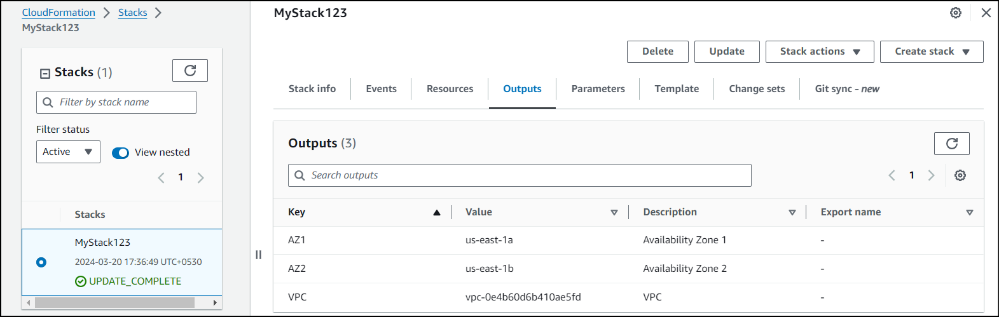 CloudFormation > Stacks >
MyStack123
Stacks (1)
Filter by stack name
Filter status
Active
View nested
1
Stacks
MyStack123
2024-03-20 17:36:49 UTC+0530
UPDATE_COMPLETE
MyStack123
Delete Update Stack actions Create stack
Stack info Events Resources Outputs Parameters Template Change sets Git sync - new
Outputs (3)
Search outputs
1
Key Value Description Export name
AZ1 us-east-1a Availability Zone 1 -
AZ2 us-east-1b Availability Zone 2 -
VPC vpc-0e4b60d6b410ae5fd VPC -